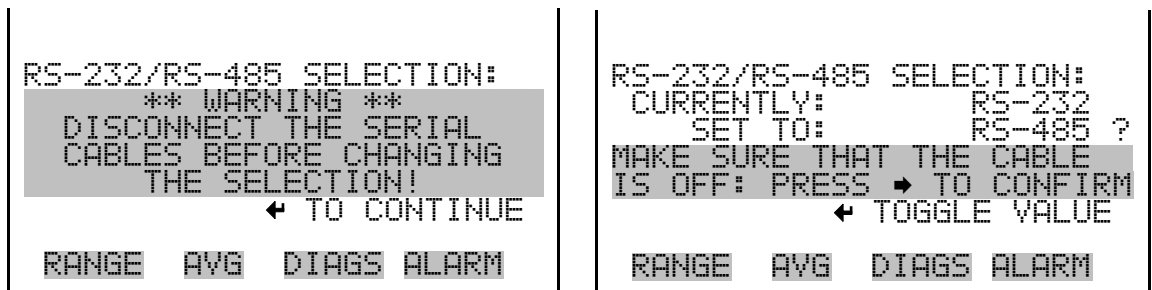 RS-232/RS-485 SELECTION:
** WARNING **
DISCONNECT THE SERIAL
CABLES BEFORE CHANGING
THE SELECTION!
↵ TO CONTINUE
RANGE AVG DIAGS ALARM
RS-232/RS-485 SELECTION:
CURRENTLY: RS-232
SET TO: RS-485 ?
MAKE SURE THAT THE CABLE
IS OFF: PRESS → TO CONFIRM
↵ TOGGLE VALUE
RANGE AVG DIAGS ALARM